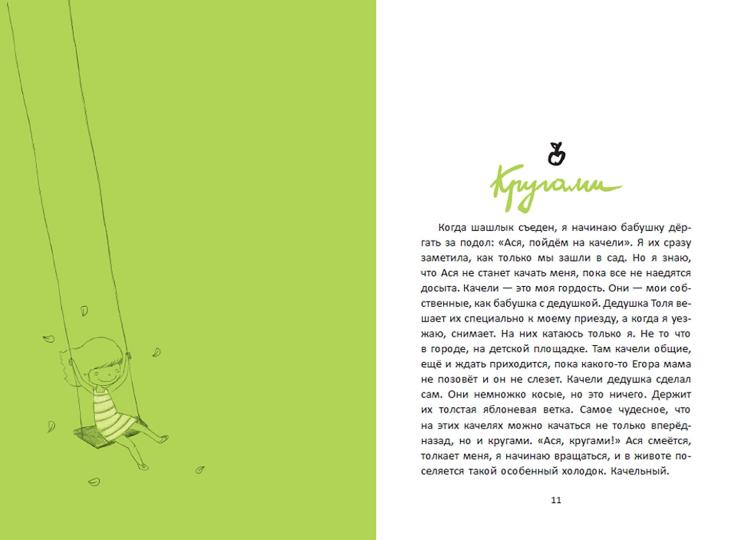 Кругами
Когда шашлык съеден, я начинаю бабушку дёр-
гать за подол: «Ася, пойдём на качели». Я их сразу
заметила, как только мы зашли в сад. Но я знаю,
что Ася не станет качать меня, пока все не наедятся
досыта. Качели — это моя гордость. Они — мои соб-
ственные, как бабушка с дедушкой. Дедушка Толя ве-
шает их специально к моему приезду, а когда я уез-
жаю, снимает. На них катаюсь только я. Не то что
в городе, на детской площадке. Там качели общие,
ещё и ждать приходится, пока какого-то Егора мама
не позовёт и он не слезет. Качели дедушка сделал
сам. Они немножко косые, но это ничего. Держит
их толстая яблоневая ветка. Самое чудесное, что
на этих качелях можно качаться не только вперёд-
назад, но и кругами. «Ася, кругами!» Ася смеётся,
толкает меня, я начинаю вращаться, и в животе по-
селяется такой особенный холодок. Качельный.
11